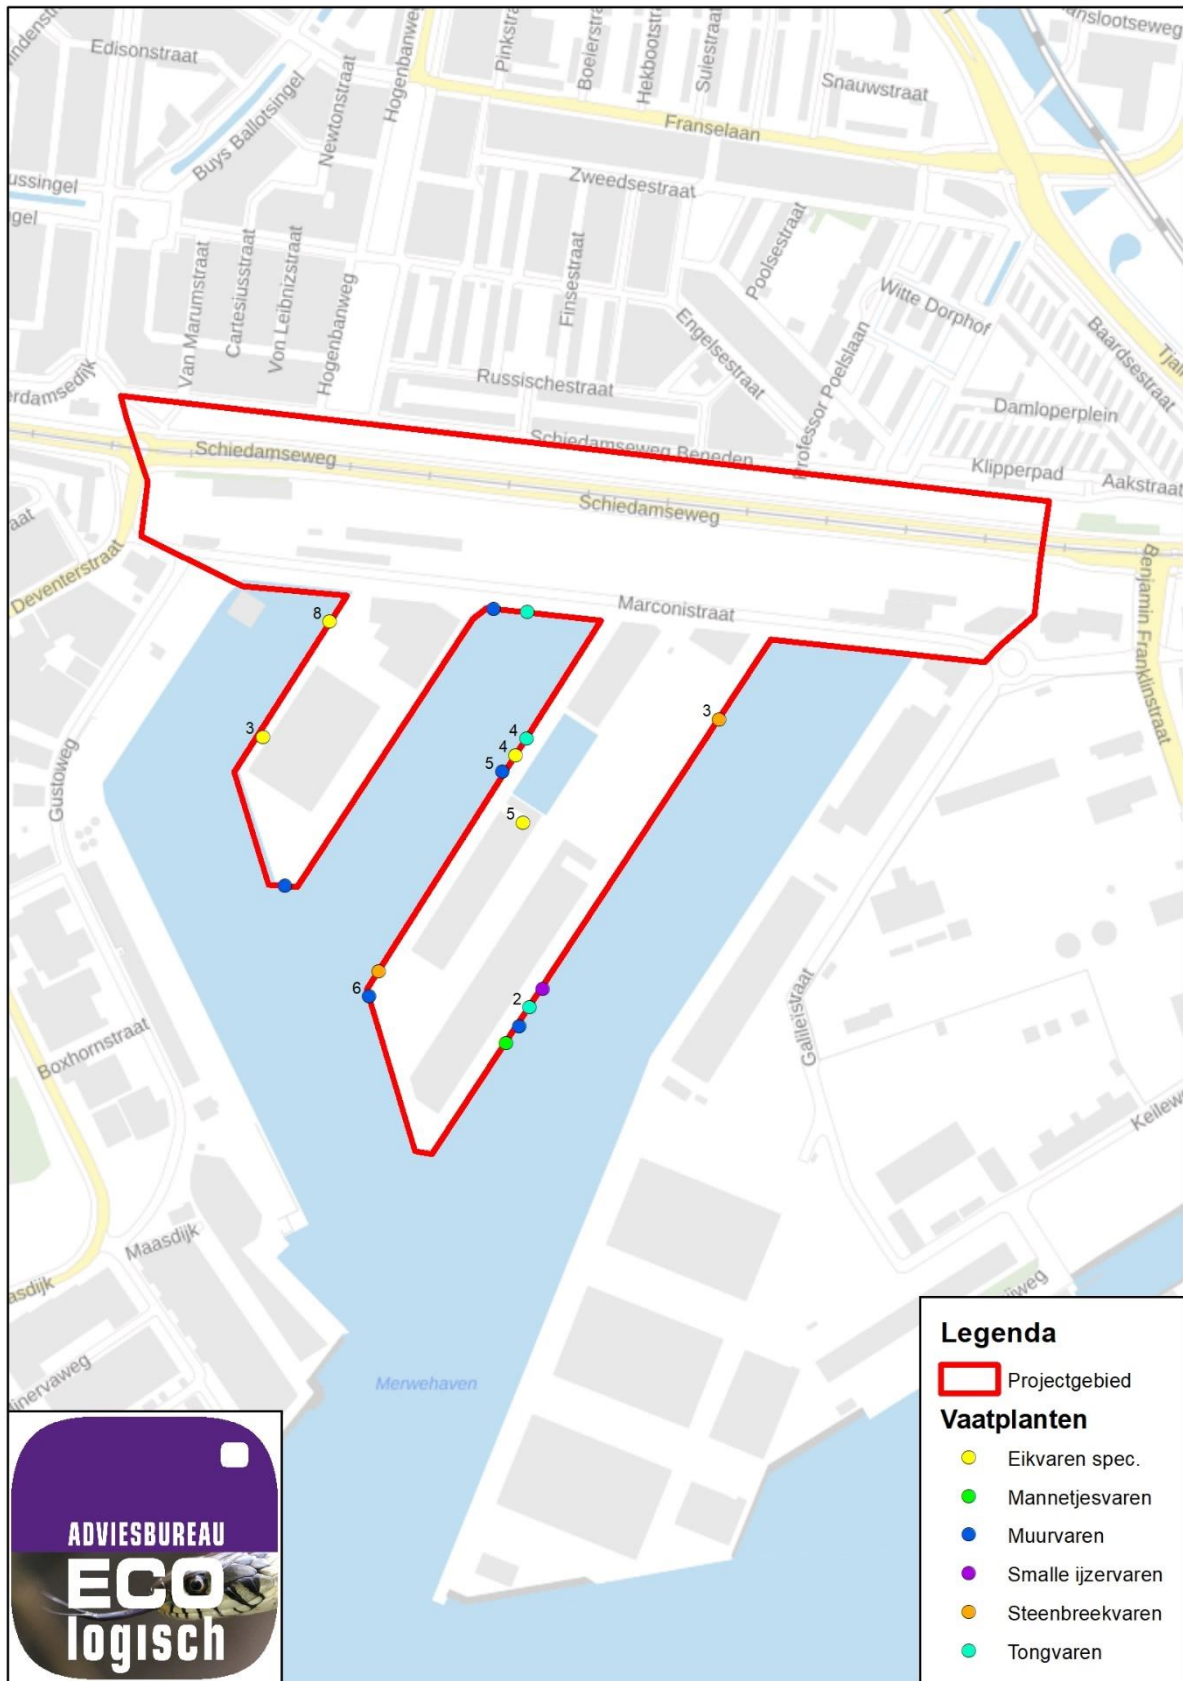 Edisonstraat
Buys Ballotsingel
Newtonstraat
Hogenbanweg
Pinkstraat
Boeierstraat
Hekbootstraat
Snauwstraat
Franselaan
Zweedsestraat
Poolsestraat
Witte Dorphof
Baardsestraat
Van Marumstraat
Cartesiusstraat
Von Leibnizstraat
Hogenbanweg
Finsestraat
Engelsestraat
Professor Poelslaan
Russischestraat
Damloperplein
Schiedamseweg
Schiedamseweg Beneden
Klipperpad
Aakstraat
Schiedamseweg
Deventerstraat
Marconistraat
Benjamin Franklinstraat
8
3
3
4
4
5
5
Gustoweg
6
2
Galileistraat
Boxhornstraat
Maasdijk
Merwehaven
Legenda
Projectgebied
Vaatplanten
Eikvaren spec.
Mannetjesvaren
Muurvaren
Smalle ijzervaren
Steenbreekvaren
Tongvaren
ADVIESBUREAU
ECO
logisch